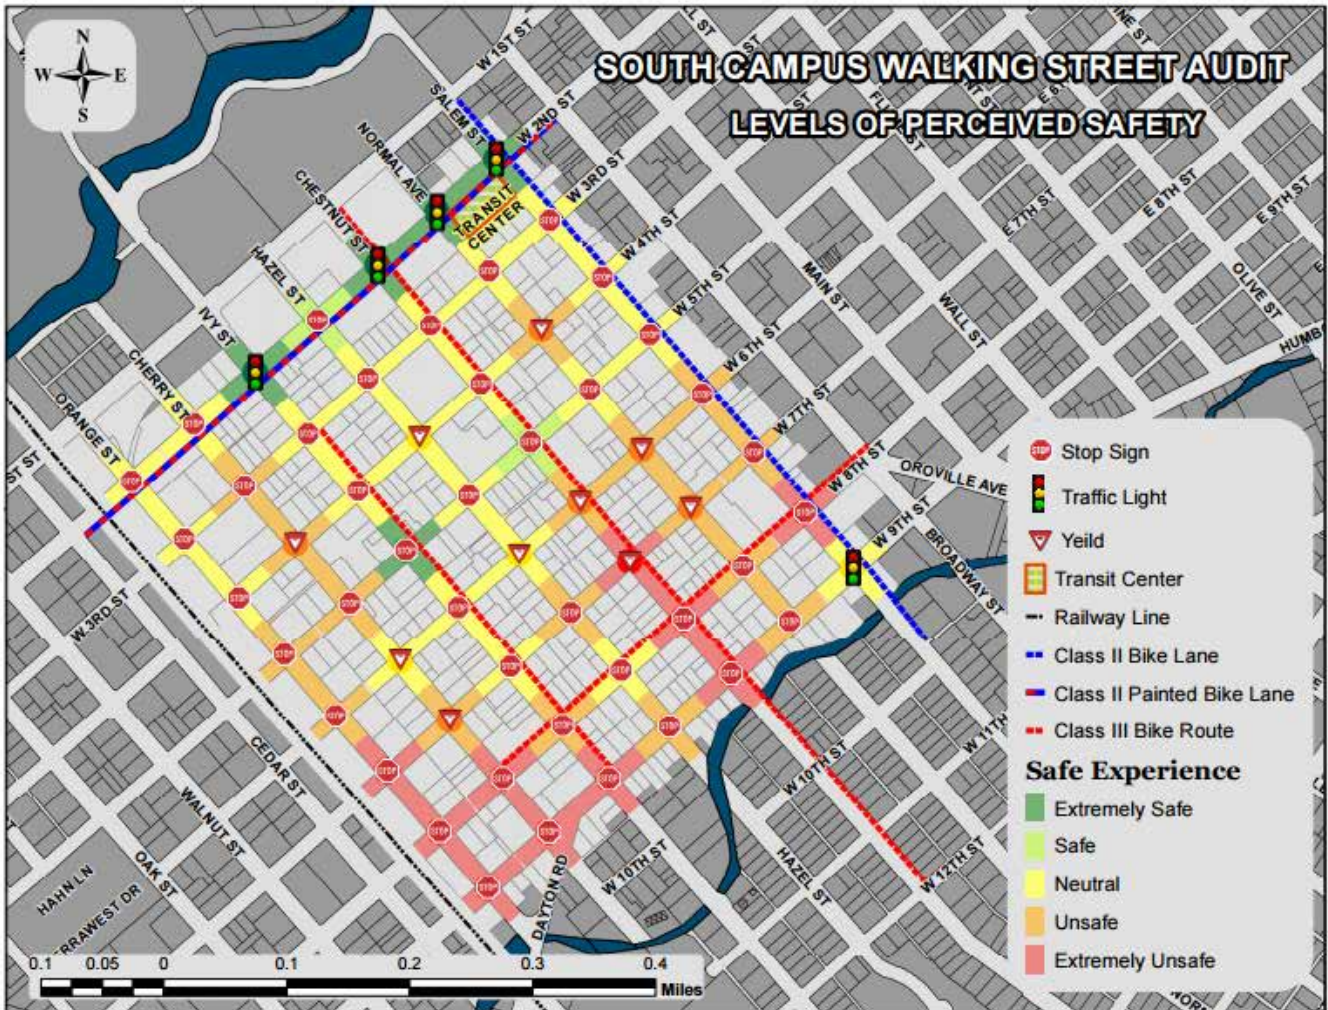 N
W E
S
SOUTH CAMPUS WALKING STREET AUDIT
LEVELS OF PERCEIVED SAFETY
W 1ST ST
SALEM ST
W 2ND ST
NORMAL AVE
W 3RD ST
CHESTNUT ST
TRANSIT
CENTER
W 4TH ST
HAZEL ST
W 5TH ST
IVY ST
W 6TH ST
CHERRY ST
W 7TH ST
ORANGE ST
W 8TH ST
W 9TH ST
E 7TH ST
E 8TH ST
E 9TH ST
MAIN ST
WALL ST
OLIVE ST
HUMB
OROVILLE AVE
BROADWAY ST
W 3RD ST
CEDAR ST
WALNUT ST
OAK ST
HAHN LN
ERRAWEST DR
DAYTON RD
W 10TH ST
W 10TH ST
HAZEL ST
W 11TH
W 12TH ST
STOP
Stop Sign
Traffic Light
Yeild
Transit Center
Railway Line
Class II Bike Lane
Class II Painted Bike Lane
Class III Bike Route
Safe Experience
Extremely Safe
Safe
Neutral
Unsafe
Extremely Unsafe
0.1 0.05 0 0.1 0.2 0.3 0.4
Miles